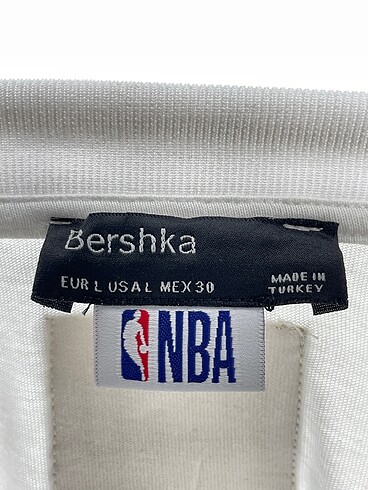 Bershka
EUR L USA L MEX 30
MADE IN
TURKEY
NBA